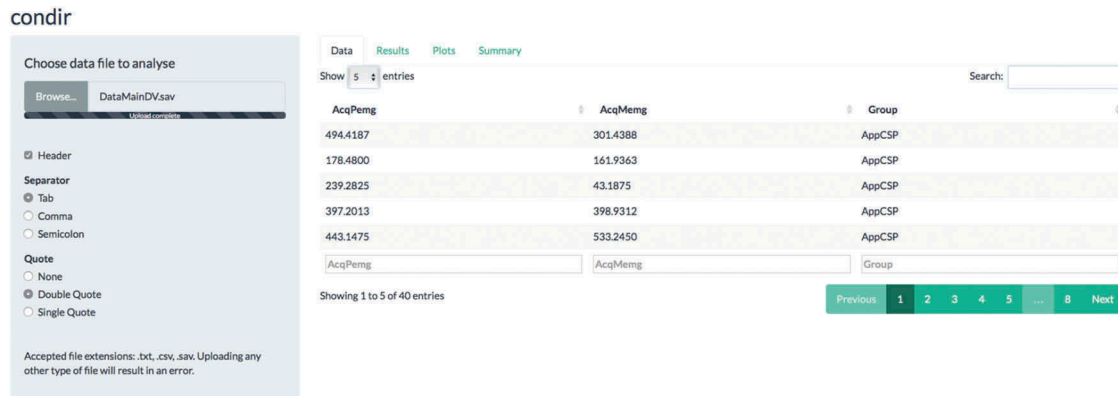 condir
Choose data file to analyse
Browse... DataMainDV.sav
Upload complete
Header
Separator
Tab
Comma
Semicolon
Quote
None
Double Quote
Single Quote
Accepted file extensions: .txt, .csv, .sav. Uploading any
other type of file will result in an error.
Data Results Plots Summary
Show 5 entries Search:
AcqPemg AcqMemg Group
494.4187 301.4388 AppCSP
178.4800 161.9363 AppCSP
239.2825 43.1875 AppCSP
397.2013 398.9312 AppCSP
443.1475 533.2450 AppCSP
AcqPemg AcqMemg Group
Showing 1 to 5 of 40 entries Previous 1 2 3 4 5 ... 8 Next